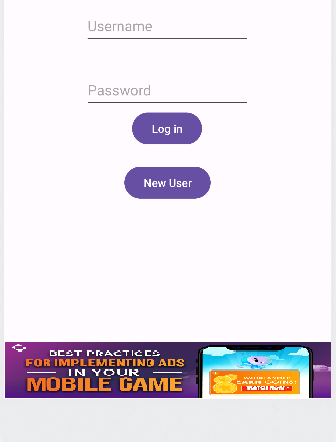 Username
Password
Log in
New User
BEST PRACTICES
FOR IMPLEMENTING ADS
IN YOUR
MOBILE GAME